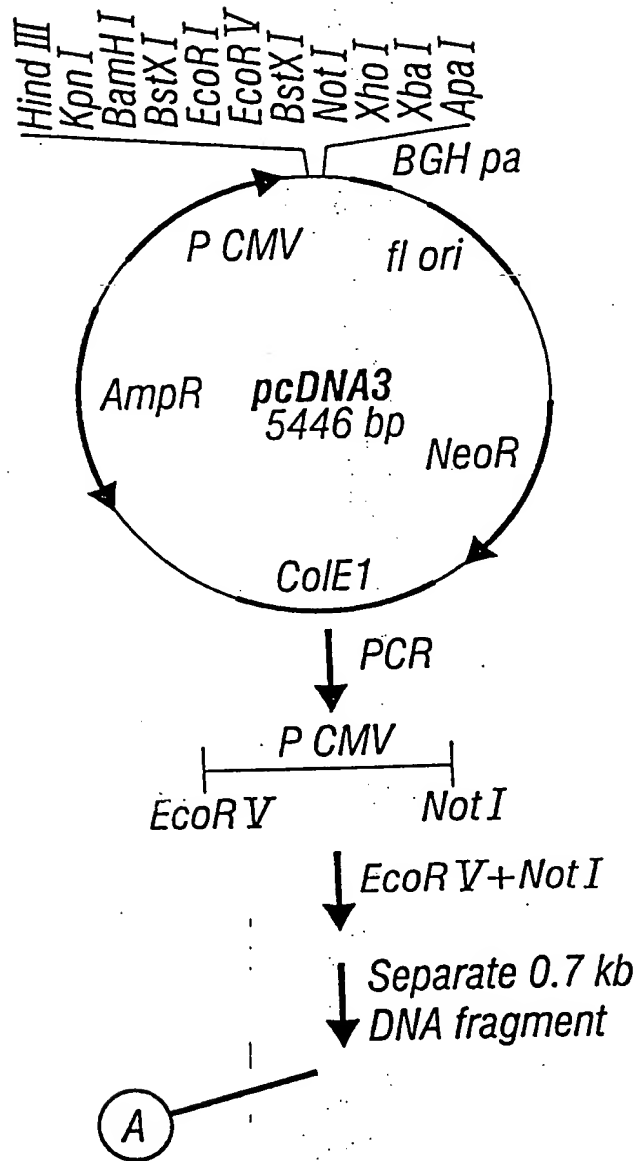 Hind III
Kpn I
BamH I
BstX I
EcoR I
EcoR V
BstX I
Not I
Xho I
Xba I
Apa I
BGH pa
P CMV
fl ori
AmpR
pcDNA3
5446 bp
NeoR
ColE1
PCR
P CMV
EcoR V
Not I
EcoR V+Not I
Separate 0.7 kb
DNA fragment
A